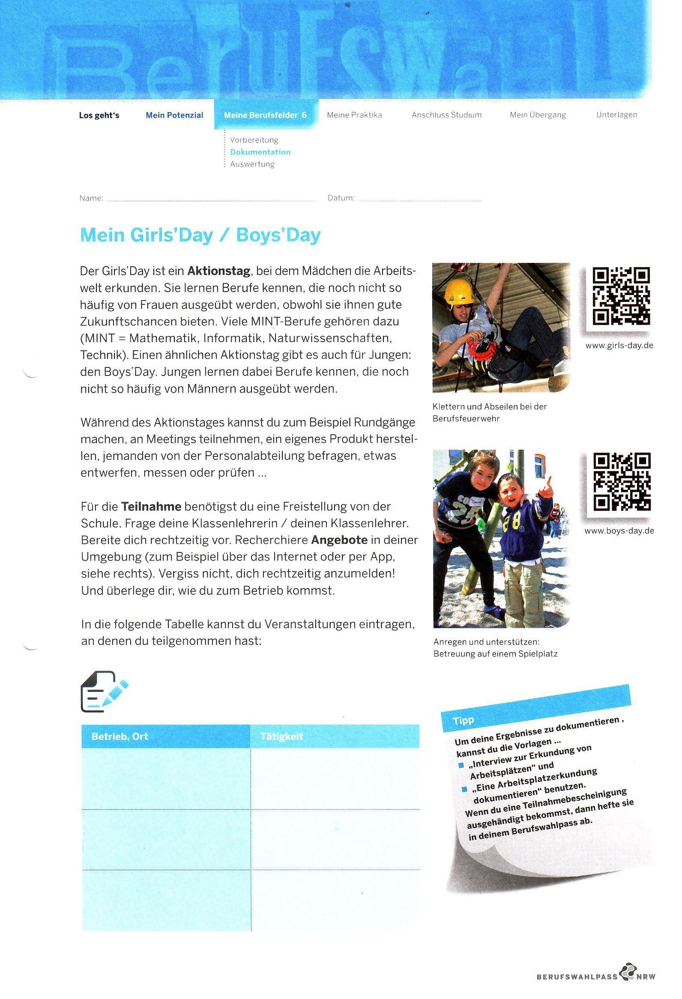 BerufsWaHl
Los geht's
Mein Potenzial
Meine Berufsfelder 6
Meine Praktika
Anschluss Studium
Mein Übergang
Unterlagen
Vorbereitung
Dokumentation
Auswertung
Name:
Datum:
Mein Girls'Day / Boys'Day
Der Girls'Day ist ein Aktionstag, bei dem Mädchen die Arbeits-
welt erkunden. Sie lernen Berufe kennen, die noch nicht so
häufig von Frauen ausgeübt werden, obwohl sie ihnen gute
Zukunftschancen bieten. Viele MINT-Berufe gehören dazu
(MINT = Mathematik, Informatik, Naturwissenschaften,
Technik). Einen ähnlichen Aktionstag gibt es auch für Jungen:
den Boys'Day. Jungen lernen dabei Berufe kennen, die noch
nicht so häufig von Männern ausgeübt werden.
Während des Aktionstages kannst du zum Beispiel Rundgänge
machen, an Meetings teilnehmen, ein eigenes Produkt herstel-
len, jemanden von der Personalabteilung befragen, etwas
entwerfen, messen oder prüfen ...
Für die Teilnahme benötigst du eine Freistellung von der
Schule. Frage deine Klassenlehrerin / deinen Klassenlehrer.
Bereite dich rechtzeitig vor. Recherchiere Angebote in deiner
Umgebung (zum Beispiel über das Internet oder per App,
siehe rechts). Vergiss nicht, dich rechtzeitig anzumelden!
Und überlege dir, wie du zum Betrieb kommst.
In die folgende Tabelle kannst du Veranstaltungen eintragen,
an denen du teilgenommen hast:
www.girls-day.de
Klettern und Abseilen bei der
Berufsfeuerwehr
28
www.boys-day.de
Anregen und unterstützen:
Betreuung auf einem Spielplatz
Betrieb, Ort
Tätigkeit
Tipp
Um deine Ergebnisse zu dokumentieren ,
kannst du die Vorlagen ...
„Interview zur Erkundung von
Arbeitsplätzen“ und
„Eine Arbeitsplatzerkundung
dokumentieren“ benutzen.
Wenn du eine Teilnahmebescheinigung
ausgehändigt bekommst, dann hefte sie
in deinem Berufswahlpass ab.
BERUFSWAHLPASS NRW